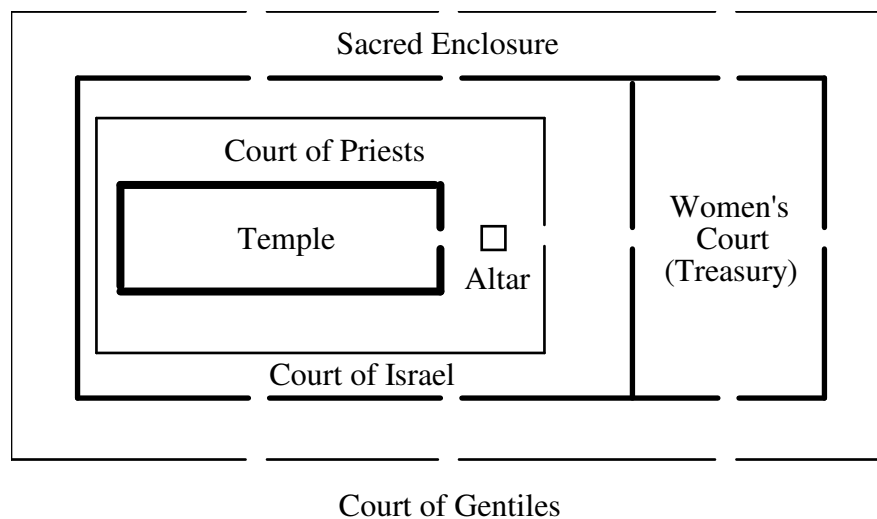 Sacred Enclosure
Court of Priests
Temple
Altar
Women's
Court
(Treasury)
Court of Israel
Court of Gentiles